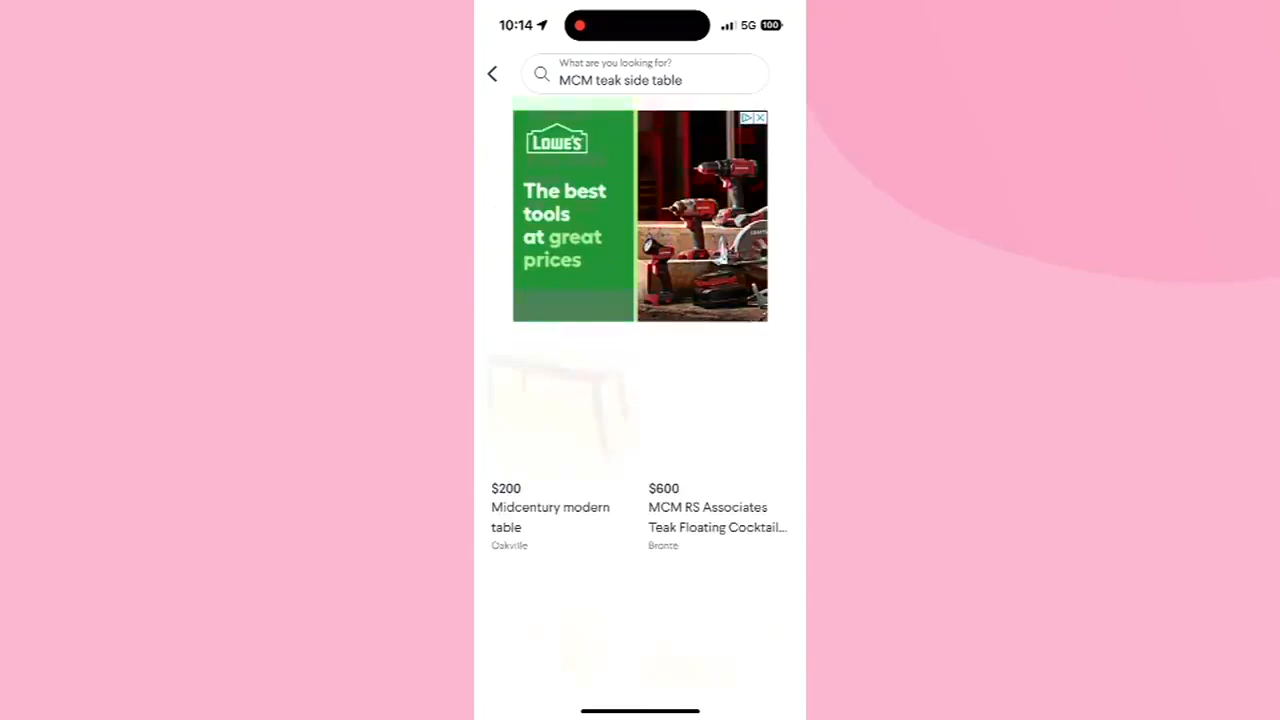 10:14
5G
100
What are you looking for?
MCM teak side table
LOWE'S
The best
tools
at great
prices
$200
Midcentury modern
table
Oakville
$600
MCM RS Associates
Teak Floating Cocktail...
Bronte